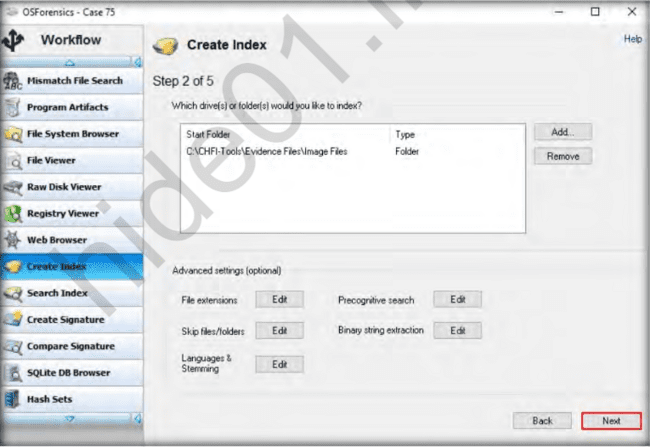 OSForensics - Case 75
Workflow
Mismatch File Search
Program Artifacts
File System Browser
File Viewer
Raw Disk Viewer
Registry Viewer
Web Browser
Create Index
Search Index
Create Signature
Compare Signature
SQLite DB Browser
Hash Sets
Create Index
Help
Step 2 of 5
Which drive(s) or folder(s) would you like to index?
Start Folder Type
C:\CHFI-Tools\Evidence Files\Image Files Folder
Add...
Remove
Advanced settings (optional)
File extensions Edit Precognitive search Edit
Skip files/folders Edit Binary string extraction Edit
Languages &
Stemming Edit
Back Next